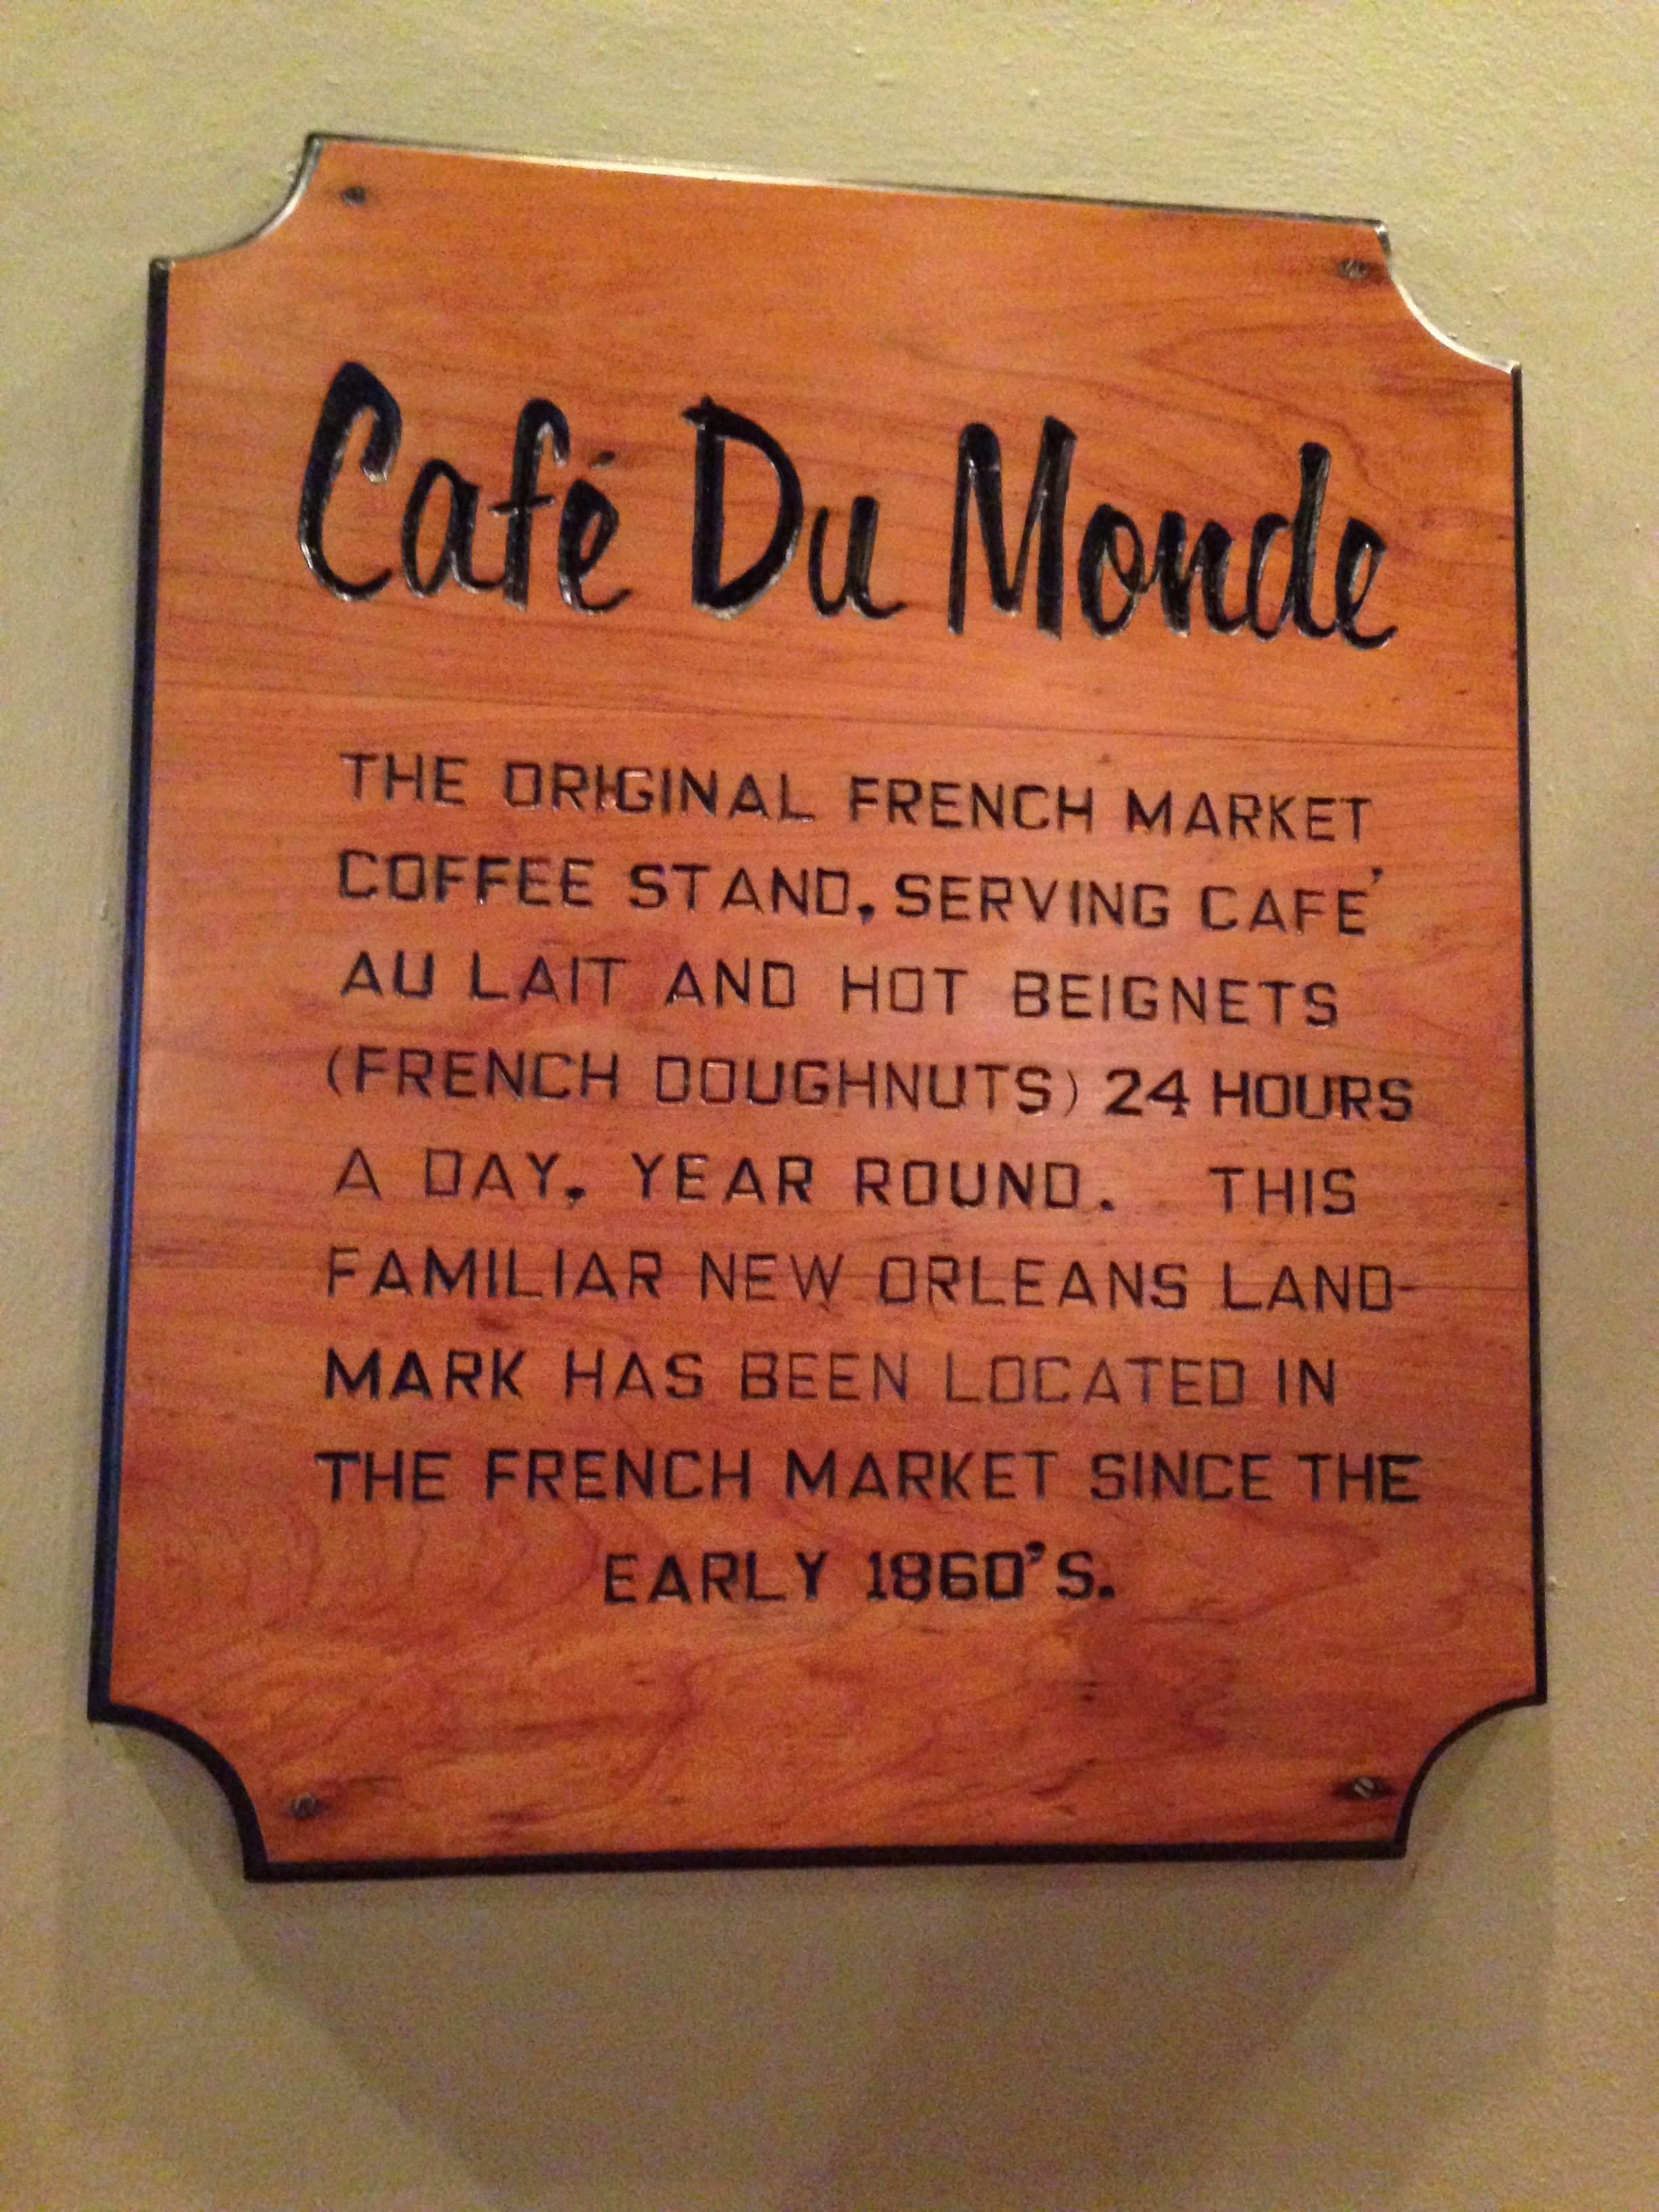 Café Du Monde
THE ORIGINAL FRENCH MARKET
COFFEE STAND, SERVING CAFE'
AU LAIT AND HOT BEIGNETS
(FRENCH DOUGHNUTS) 24 HOURS
A DAY, YEAR ROUND. THIS
FAMILIAR NEW ORLEANS LAND-
MARK HAS BEEN LOCATED IN
THE FRENCH MARKET SINCE THE
EARLY 1860'S.